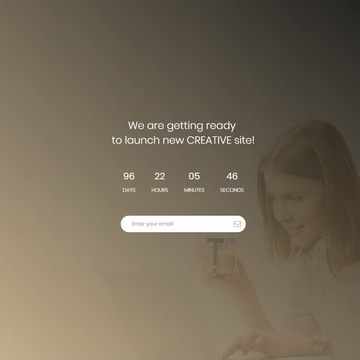 We are getting ready
to launch new CREATIVE site!
96 22 05 46
DAYS HOURS MINUTES SECONDS
Enter your email